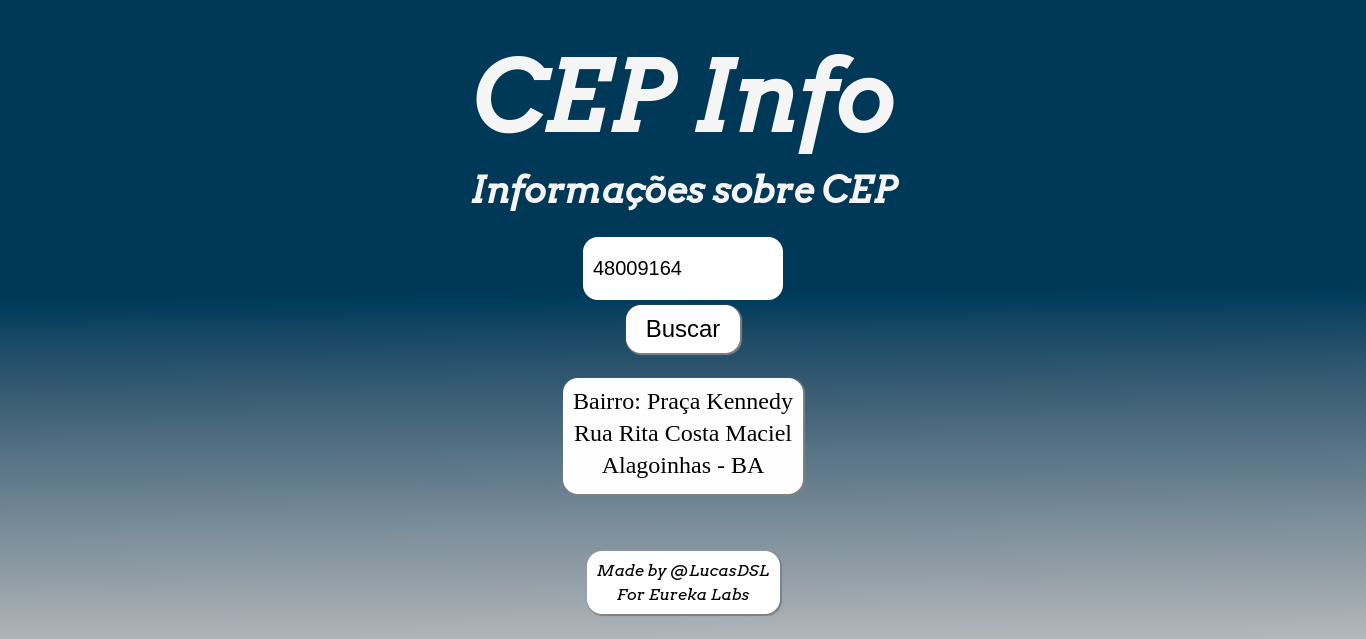 CEP Info
Informações sobre CEP
48009164
Buscar
Bairro: Praça Kennedy
Rua Rita Costa Maciel
Alagoinhas - BA
Made by @LucasDSL
For Eureka Labs